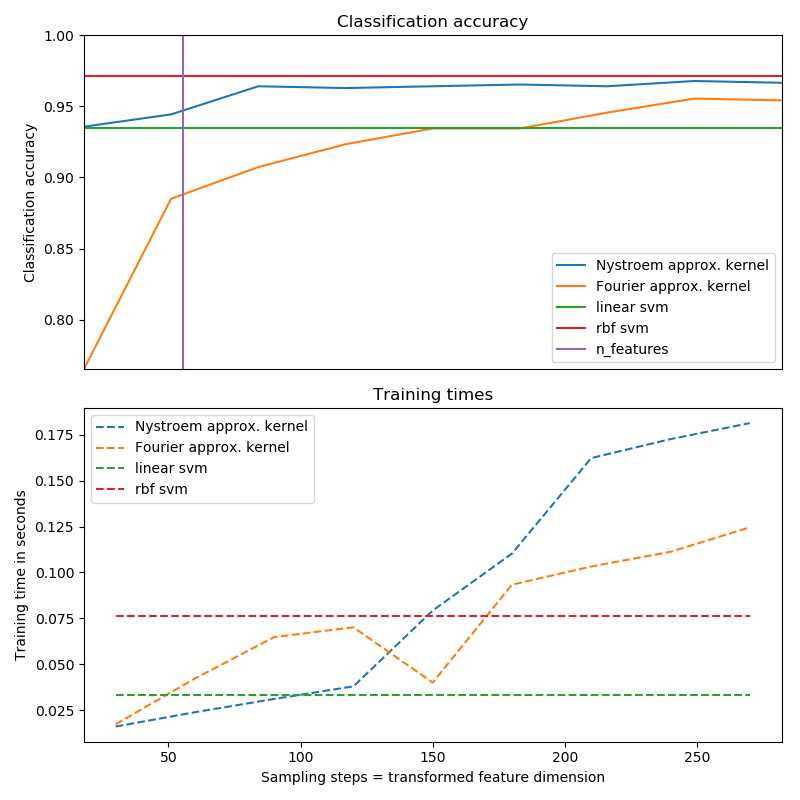 Classification accuracy
1.00
0.95
0.90
0.85
0.80
Classification accuracy
Nystroem approx. kernel
Fourier approx. kernel
linear svm
rbf svm
n_features
Training times
0.175
0.150
0.125
0.100
0.075
0.050
0.025
Training time in seconds
Nystroem approx. kernel
Fourier approx. kernel
linear svm
rbf svm
50
100
150
200
250
Sampling steps = transformed feature dimension